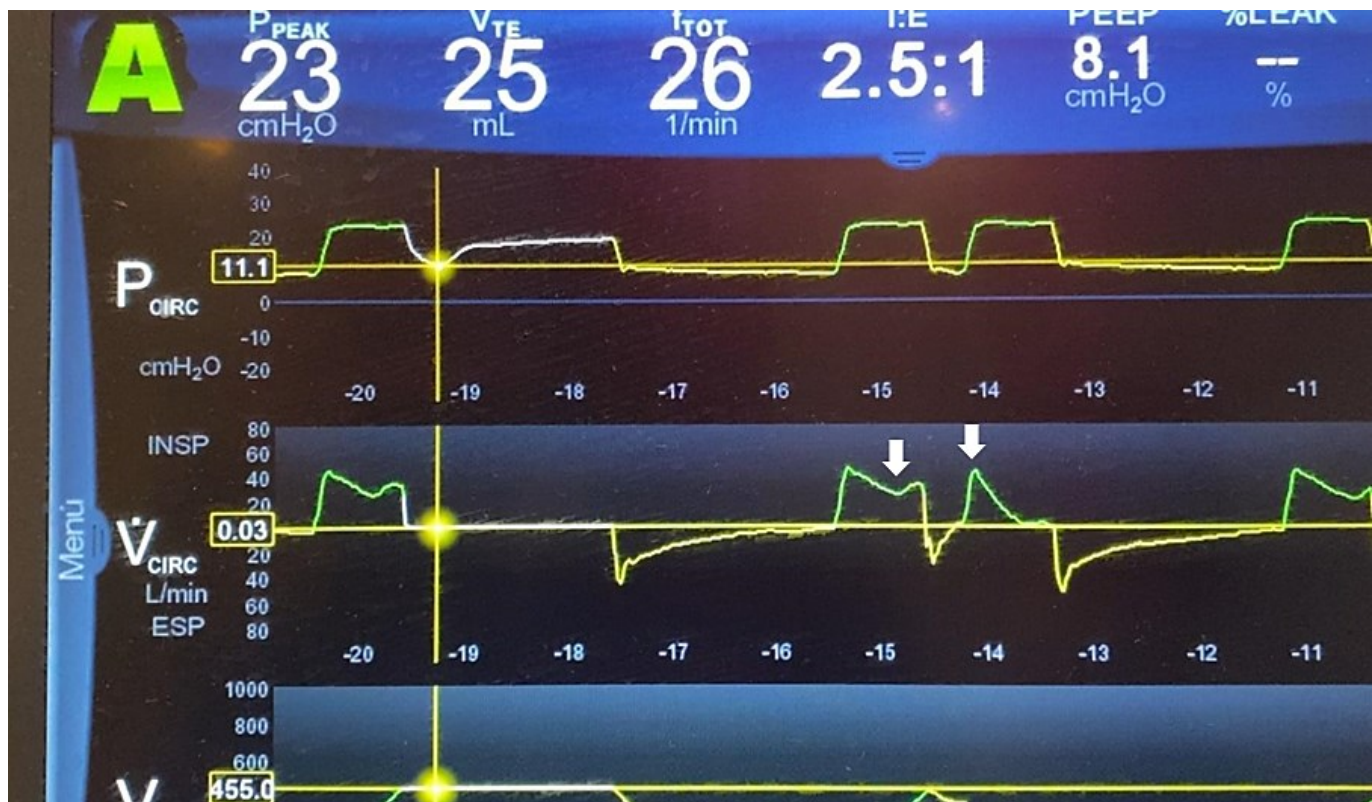 A
PPEAK VTE fTOT I:E PEEP %LEAK
23 25 26 2.5:1 8.1 --
cmH2O mL 1/min cmH2O %
40
30
20
11.1
PCIRC
0
-10
cmH2O -20
-20 -19 -18 -17 -16 -15 -14 -13 -12 -11
INSP 80
60
40
20
0.03
V̇CIRC
20
L/min 40
ESP 60
80
Menú
-20 -19 -18 -17 -16 -15 -14 -13 -12 -11
1000
800
600
V 455.0